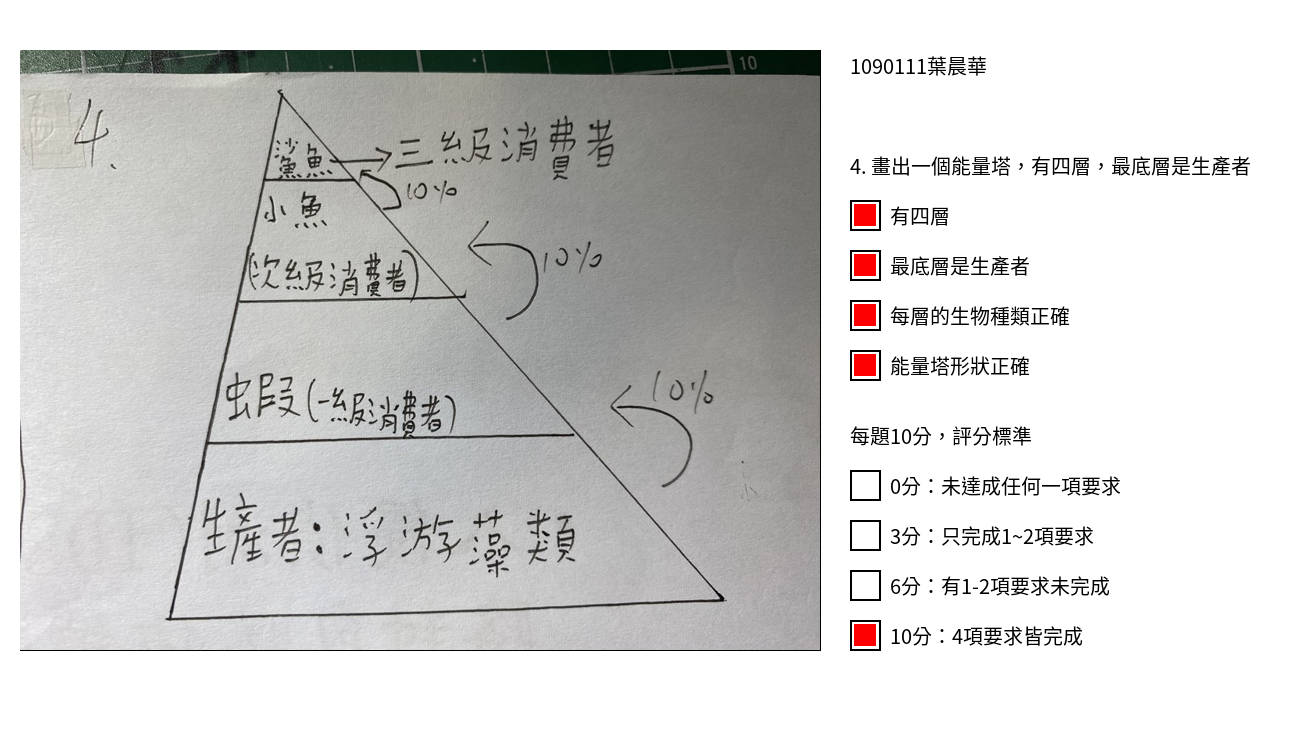 10
4.
鯊魚→三級消費者
10%
小魚
(次級消費者)
10%
蝦(一級消費者)
10%
生產者:浮游藻類
1090111葉晨華
4. 畫出一個能量塔，有四層，最底層是生產者
有四層
最底層是生產者
每層的生物種類正確
能量塔形狀正確
每題10分，評分標準
0分：未達成任何一項要求
3分：只完成1~2項要求
6分：有1-2項要求未完成
10分：4項要求皆完成